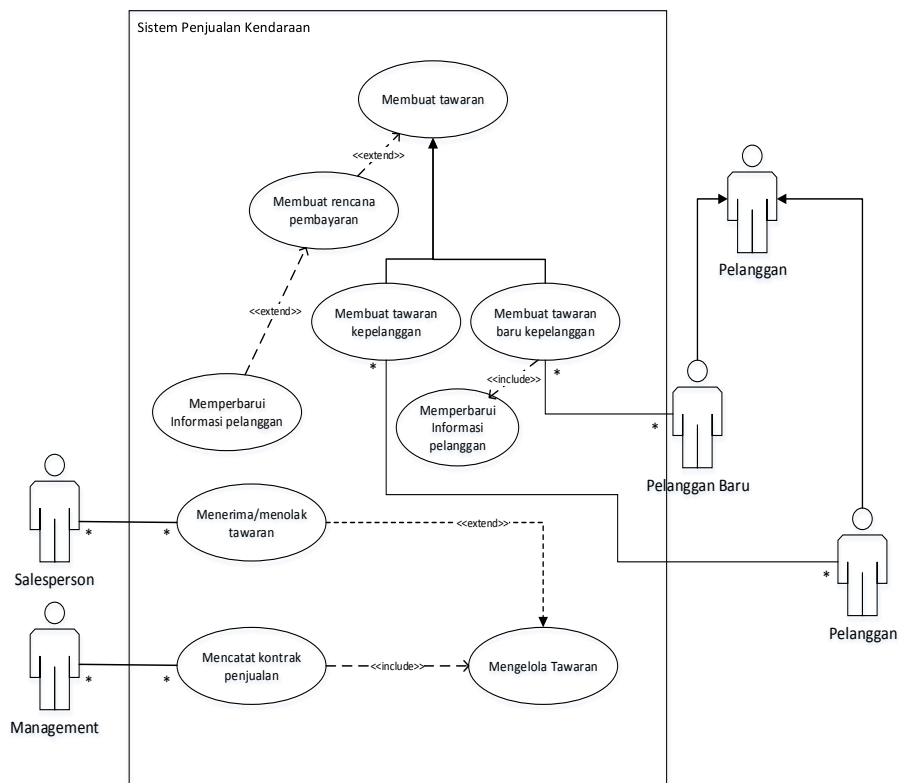 Sistem Penjualan Kendaraan
Membuat tawaran
<<extend>>
Membuat rencana
pembayaran
Pelanggan
<<extend>>
Membuat tawaran
kepelanggan
*
Membuat tawaran
baru kepelanggan
*
<<include>>
Memperbarui
Informasi pelanggan
Memperbarui
Informasi
pelanggan
*
Pelanggan Baru
Menerima/menolak
tawaran
<<extend>>
*
*
Salesperson
*
Pelanggan
Mencatat kontrak
penjualan
<<include>>
Mengelola Tawaran
*
*
Management